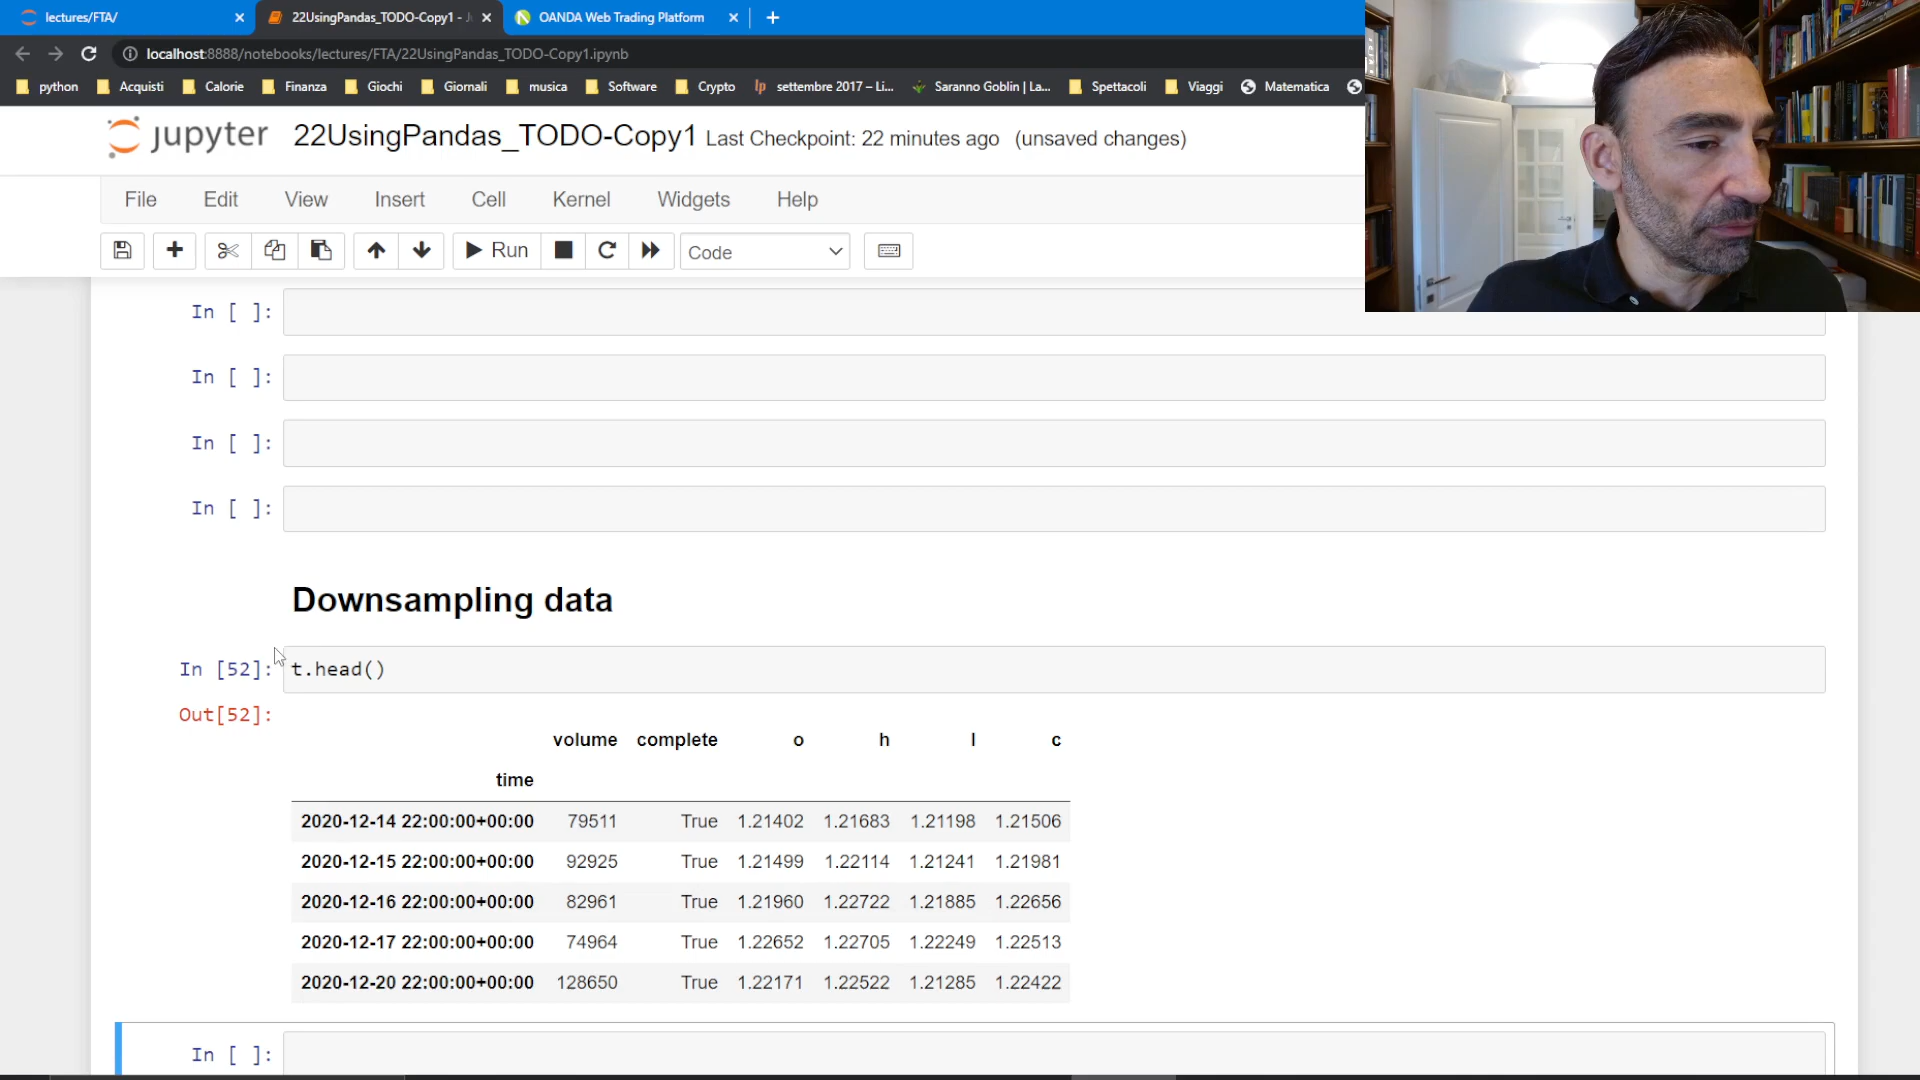 lectures/FTA/
22UsingPandas_TODO-Copy1 -
OANDA Web Trading Platform
localhost:8888/notebooks/lectures/FTA/22UsingPandas_TODO-Copy1.ipynb
python Acquisti Calorie Finanza Giochi Giornali musica Software Crypto lp settembre 2017 – Li... Saranno Goblin | La... Spettacoli Viaggi Matematica
jupyter 22UsingPandas_TODO-Copy1 Last Checkpoint: 22 minutes ago (unsaved changes)
File Edit View Insert Cell Kernel Widgets Help
Run Code
In [ ]:
In [ ]:
In [ ]:
In [ ]:
Downsampling data
In [52]: t.head()
Out[52]:
volume complete o h l c
time
2020-12-14 22:00:00+00:00 79511 True 1.21402 1.21683 1.21198 1.21506
2020-12-15 22:00:00+00:00 92925 True 1.21499 1.22114 1.21241 1.21981
2020-12-16 22:00:00+00:00 82961 True 1.21960 1.22722 1.21885 1.22656
2020-12-17 22:00:00+00:00 74964 True 1.22652 1.22705 1.22249 1.22513
2020-12-20 22:00:00+00:00 128650 True 1.22171 1.22522 1.21285 1.22422
In [ ]: